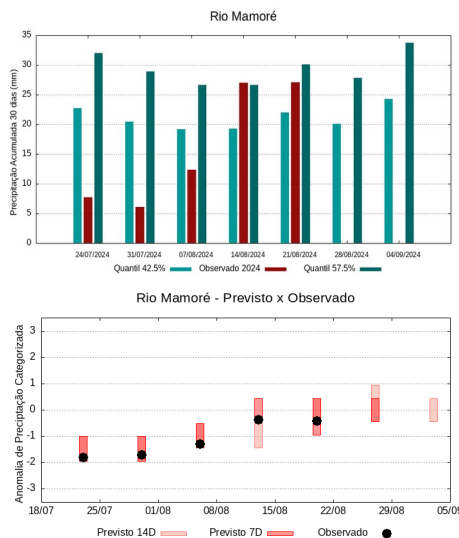 Rio Mamoré
Precipitação Acumulada 30 dias (mm)
35
30
25
20
15
10
5
0
24/07/2024 31/07/2024 07/08/2024 14/08/2024 21/08/2024 28/08/2024 04/09/2024
Quantil 42.5% Observado 2024 Quantil 57.5%
Rio Mamoré - Previsto x Observado
Anomalia de Preciptação Categorizada
3
2
1
0
-1
-2
-3
18/07 25/07 01/08 08/08 15/08 22/08 29/08 05/09
Previsto 14D Previsto 7D Observado